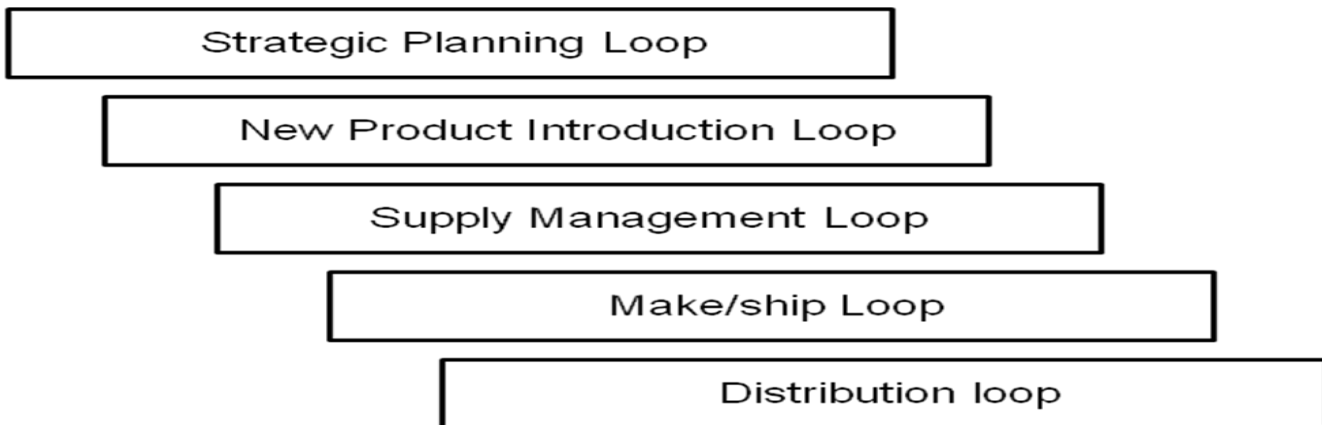 Strategic Planning Loop
New Product Introduction Loop
Supply Management Loop
Make/ship Loop
Distribution loop